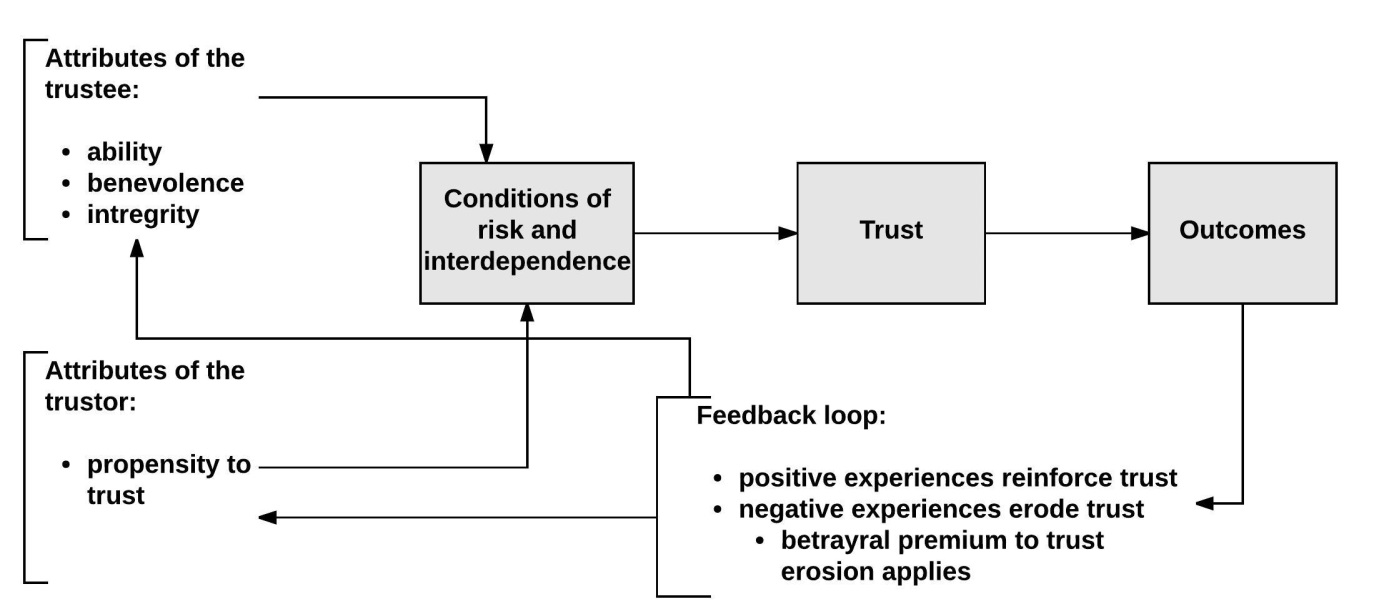 Attributes of the
trustee:
• ability
• benevolence
• intregrity
Conditions of
risk and
interdependence
Trust
Outcomes
Attributes of the
trustor:
• propensity to
trust
Feedback loop:
• positive experiences reinforce trust
• negative experiences erode trust
• betrayral premium to trust
erosion applies